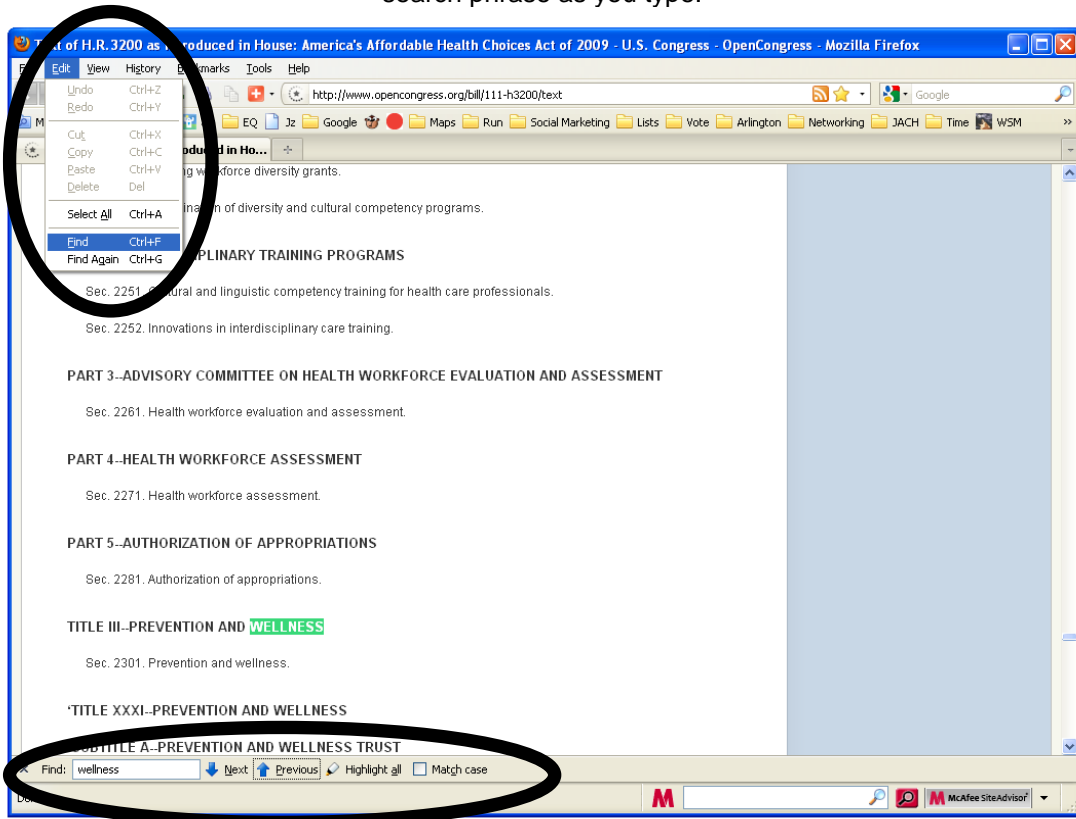 search phrase as you type.
of H.R. 3200 as roduced in House: America's Affordable Health Choices Act of 2009 - U.S. Congress - OpenCongress - Mozilla Firefox
Edit View History Bookmarks Tools Help
Undo Ctrl+Z
http://www.opencongress.org/bill/111-h3200/text Google
Redo Ctrl+Y
M EQ Jz Google Maps Run Social Marketing Lists Vote Arlington Networking JACH Time WSM »
Cut Ctrl+X
Copy Ctrl+C
oduced in Ho...
Paste Ctrl+V
ng workforce diversity grants.
Delete Del
Select All Ctrl+A
ination of diversity and cultural competency programs.
Find Ctrl+F
Find Again Ctrl+G
PLINARY TRAINING PROGRAMS
Sec. 2251. Cultural and linguistic competency training for health care professionals.
Sec. 2252. Innovations in interdisciplinary care training.
PART 3--ADVISORY COMMITTEE ON HEALTH WORKFORCE EVALUATION AND ASSESSMENT
Sec. 2261. Health workforce evaluation and assessment.
PART 4--HEALTH WORKFORCE ASSESSMENT
Sec. 2271. Health workforce assessment.
PART 5--AUTHORIZATION OF APPROPRIATIONS
Sec. 2281. Authorization of appropriations.
TITLE III--PREVENTION AND WELLNESS
Sec. 2301. Prevention and wellness.
‘TITLE XXXI--PREVENTION AND WELLNESS
SUBTITLE A--PREVENTION AND WELLNESS TRUST
Find: wellness Next Previous Highlight all Match case
M McAfee SiteAdvisor